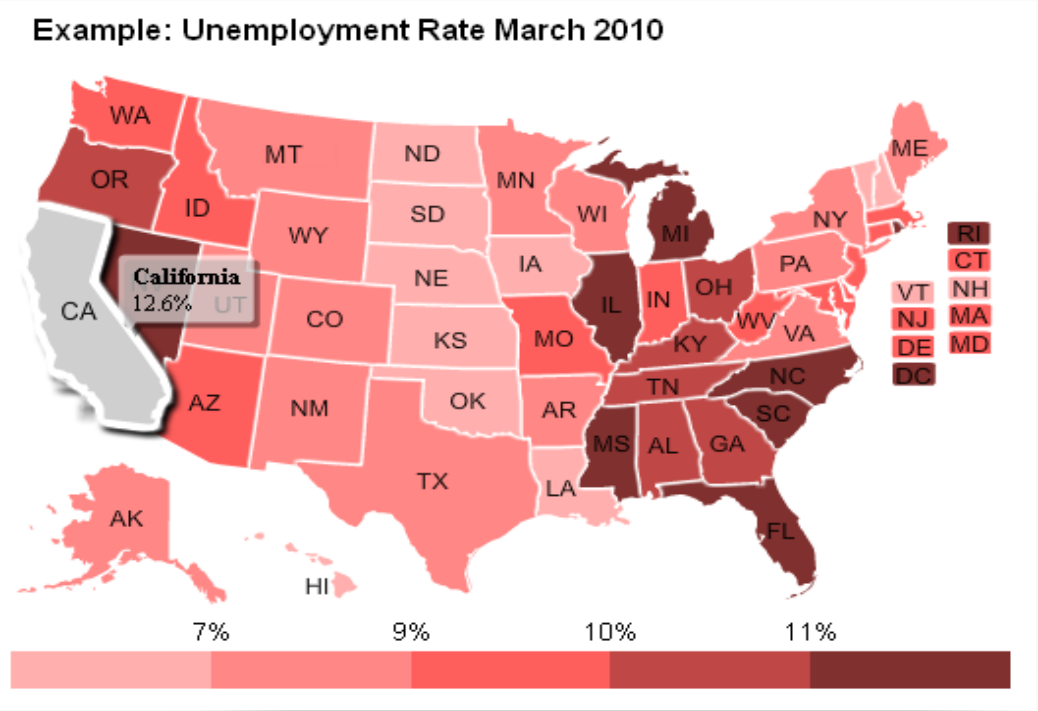 Example: Unemployment Rate March 2010
WA
ME
MT
ND
OR
MN
ID
SD
WI
NY
WY
MI
RI
CT
IA
PA
California
12.6%
NE
UT
VT
NH
CA
CO
IL
IN
OH
NJ
MA
WV
VA
KS
MO
KY
DE
MD
DC
NC
TN
AZ
NM
OK
AR
SC
MS
AL
GA
TX
LA
AK
FL
HI
7%
9%
10%
11%